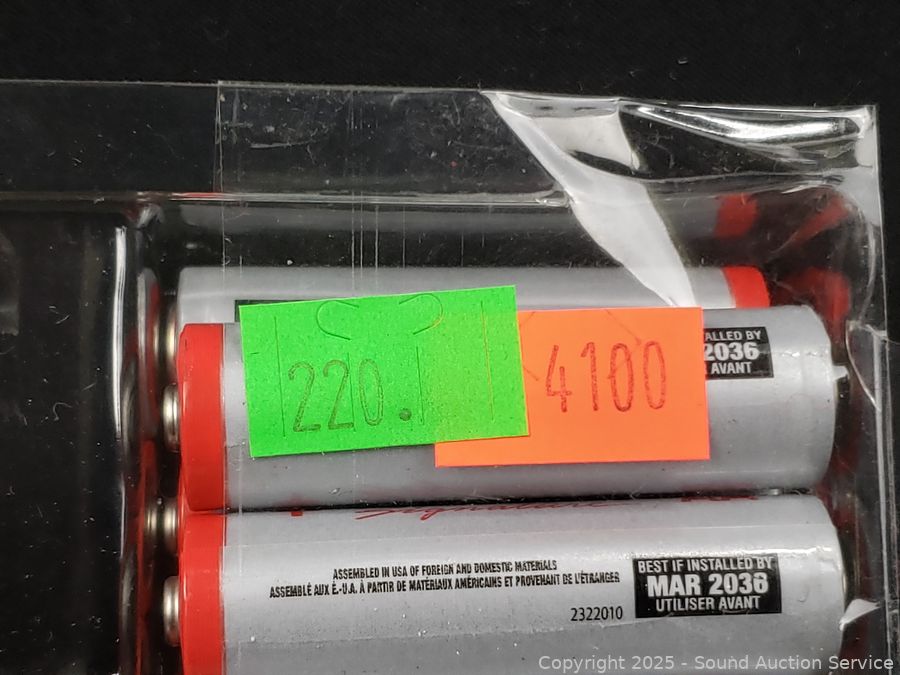 220.
4100
ALLED BY
2036
AVANT
Signature
ASSEMBLED IN USA OF FOREIGN AND DOMESTIC MATERIALS
ASSEMBLÉ AUX É.-U.A. À PARTIR DE MATÉRIAUX AMÉRICAINS ET PROVENANT DE L'ÉTRANGER
2322010
BEST IF INSTALLED BY
MAR 2036
UTILISER AVANT
Copyright 2025 - Sound Auction Service